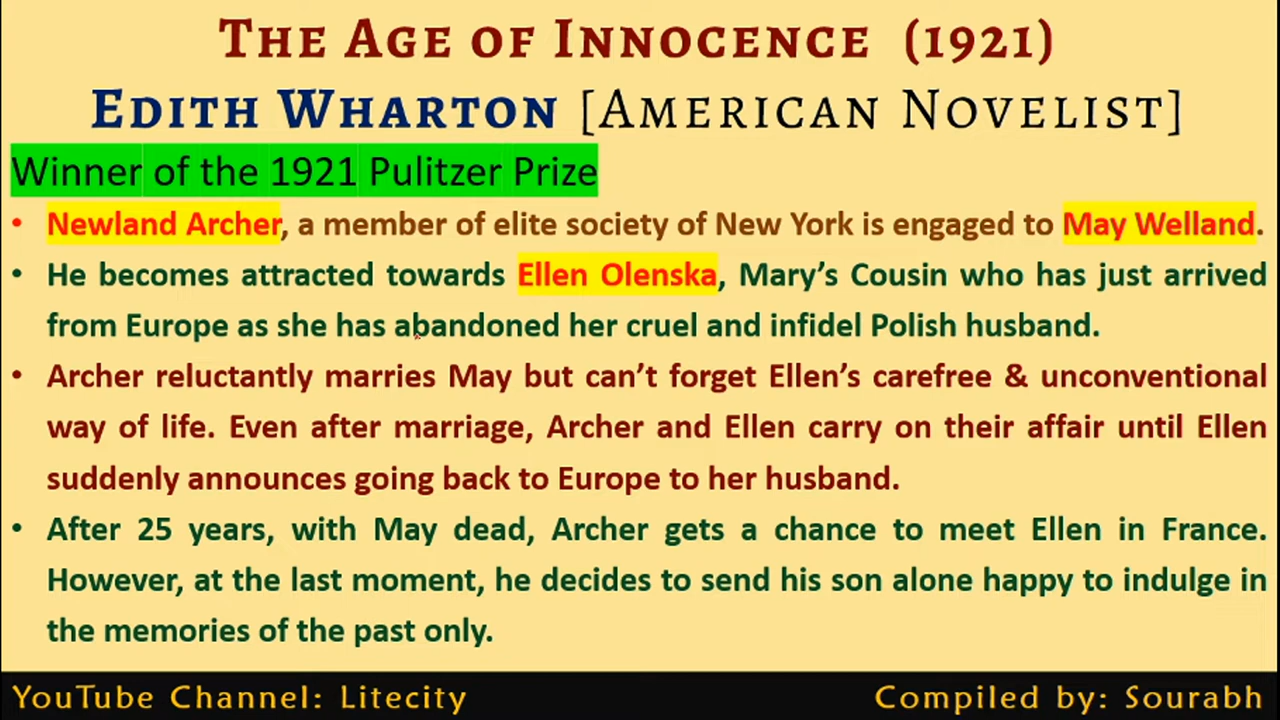 The Age of Innocence (1921)
Edith Wharton [American Novelist]
Winner of the 1921 Pulitzer Prize
• Newland Archer, a member of elite society of New York is engaged to May Welland.
• He becomes attracted towards Ellen Olenska, Mary's Cousin who has just arrived
from Europe as she has abandoned her cruel and infidel Polish husband.
• Archer reluctantly marries May but can't forget Ellen's carefree & unconventional
way of life. Even after marriage, Archer and Ellen carry on their affair until Ellen
suddenly announces going back to Europe to her husband.
• After 25 years, with May dead, Archer gets a chance to meet Ellen in France.
However, at the last moment, he decides to send his son alone happy to indulge in
the memories of the past only.
YouTube Channel: Litecity
Compiled by: Sourabh